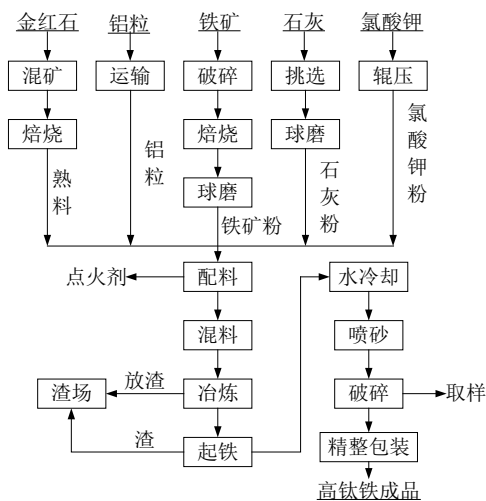 金红石 铝粒 铁矿 石灰 氯酸钾
混矿 运输 破碎 挑选 辊压
焙烧 焙烧 球磨
熟料 铝粒 球磨 石灰粉 氯酸钾粉
铁矿粉
点火剂 配料 水冷却
混料 喷砂
渣场 放渣 冶炼 破碎 取样
渣 起铁 精整包装
高钛铁成品